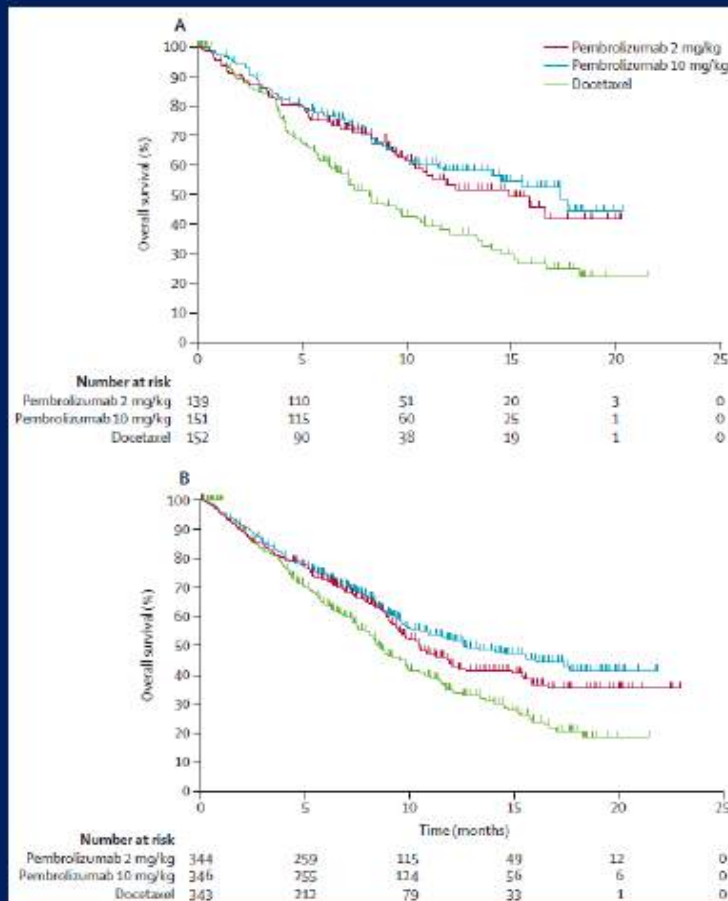 A
Pembrolizumab 2 mg/kg
Pembrolizumab 10 mg/kg
Docetaxel
Overall survival (%)
100
90
80
70
60
50
40
30
20
10
0
0 5 10 15 20 25
Number at risk
Pembrolizumab 2 mg/kg 139 110 51 20 3 0
Pembrolizumab 10 mg/kg 151 115 60 25 1 0
Docetaxel 152 90 38 19 1 0
B
Overall survival (%)
100
90
80
70
60
50
40
30
20
10
0
0 5 10 15 20 25
Time (months)
Number at risk
Pembrolizumab 2 mg/kg 344 259 115 49 12 0
Pembrolizumab 10 mg/kg 346 255 124 56 6 0
Docetaxel 343 212 79 33 1 0